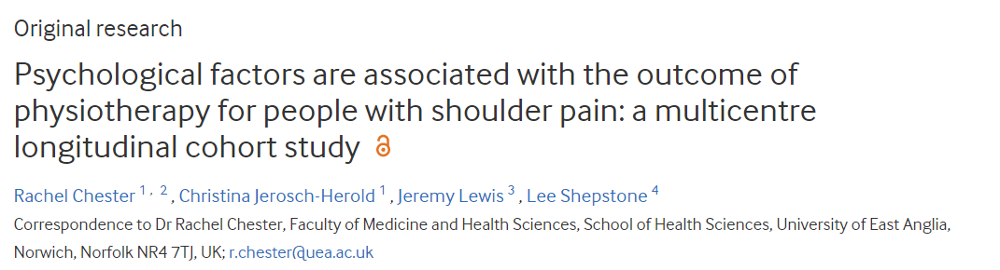 Original research
Psychological factors are associated with the outcome of
physiotherapy for people with shoulder pain: a multicentre
longitudinal cohort study
Rachel Chester 1, 2, Christina Jerosch-Herold 1, Jeremy Lewis 3, Lee Shepstone 4
Correspondence to Dr Rachel Chester, Faculty of Medicine and Health Sciences, School of Health Sciences, University of East Anglia,
Norwich, Norfolk NR4 7TJ, UK; r.chester@uea.ac.uk